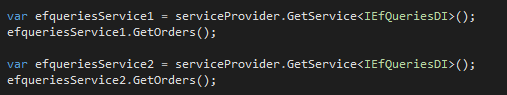 var efqueriesService1 = serviceProvider.GetService<IEfQueriesDI>();
efqueriesService1.GetOrders();
var efqueriesService2 = serviceProvider.GetService<IEfQueriesDI>();
efqueriesService2.GetOrders();